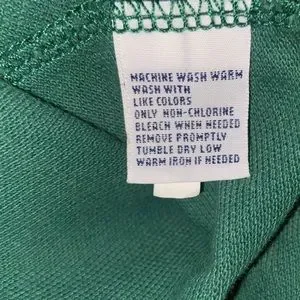 MACHINE WASH WARM
WASH WITH
LIKE COLORS
ONLY NON-CHLORINE
BLEACH WHEN NEEDED
REMOVE PROMPTLY
TUMBLE DRY LOW
WARM IRON IF NEEDED